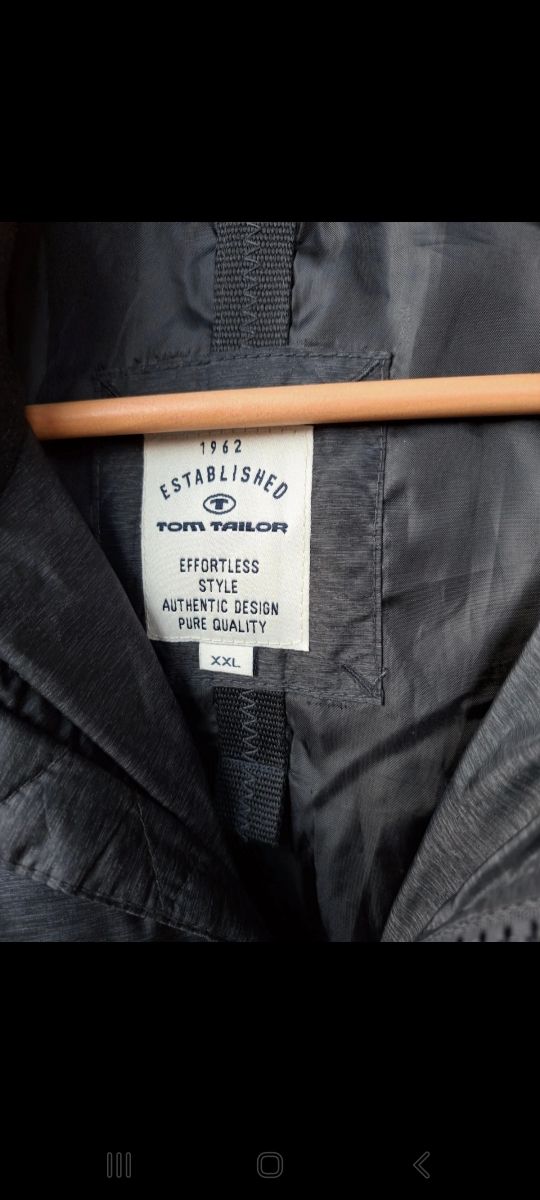 1962
ESTABLISHED
T
TOM TAILOR
EFFORTLESS
STYLE
AUTHENTIC DESIGN
PURE QUALITY
XXL